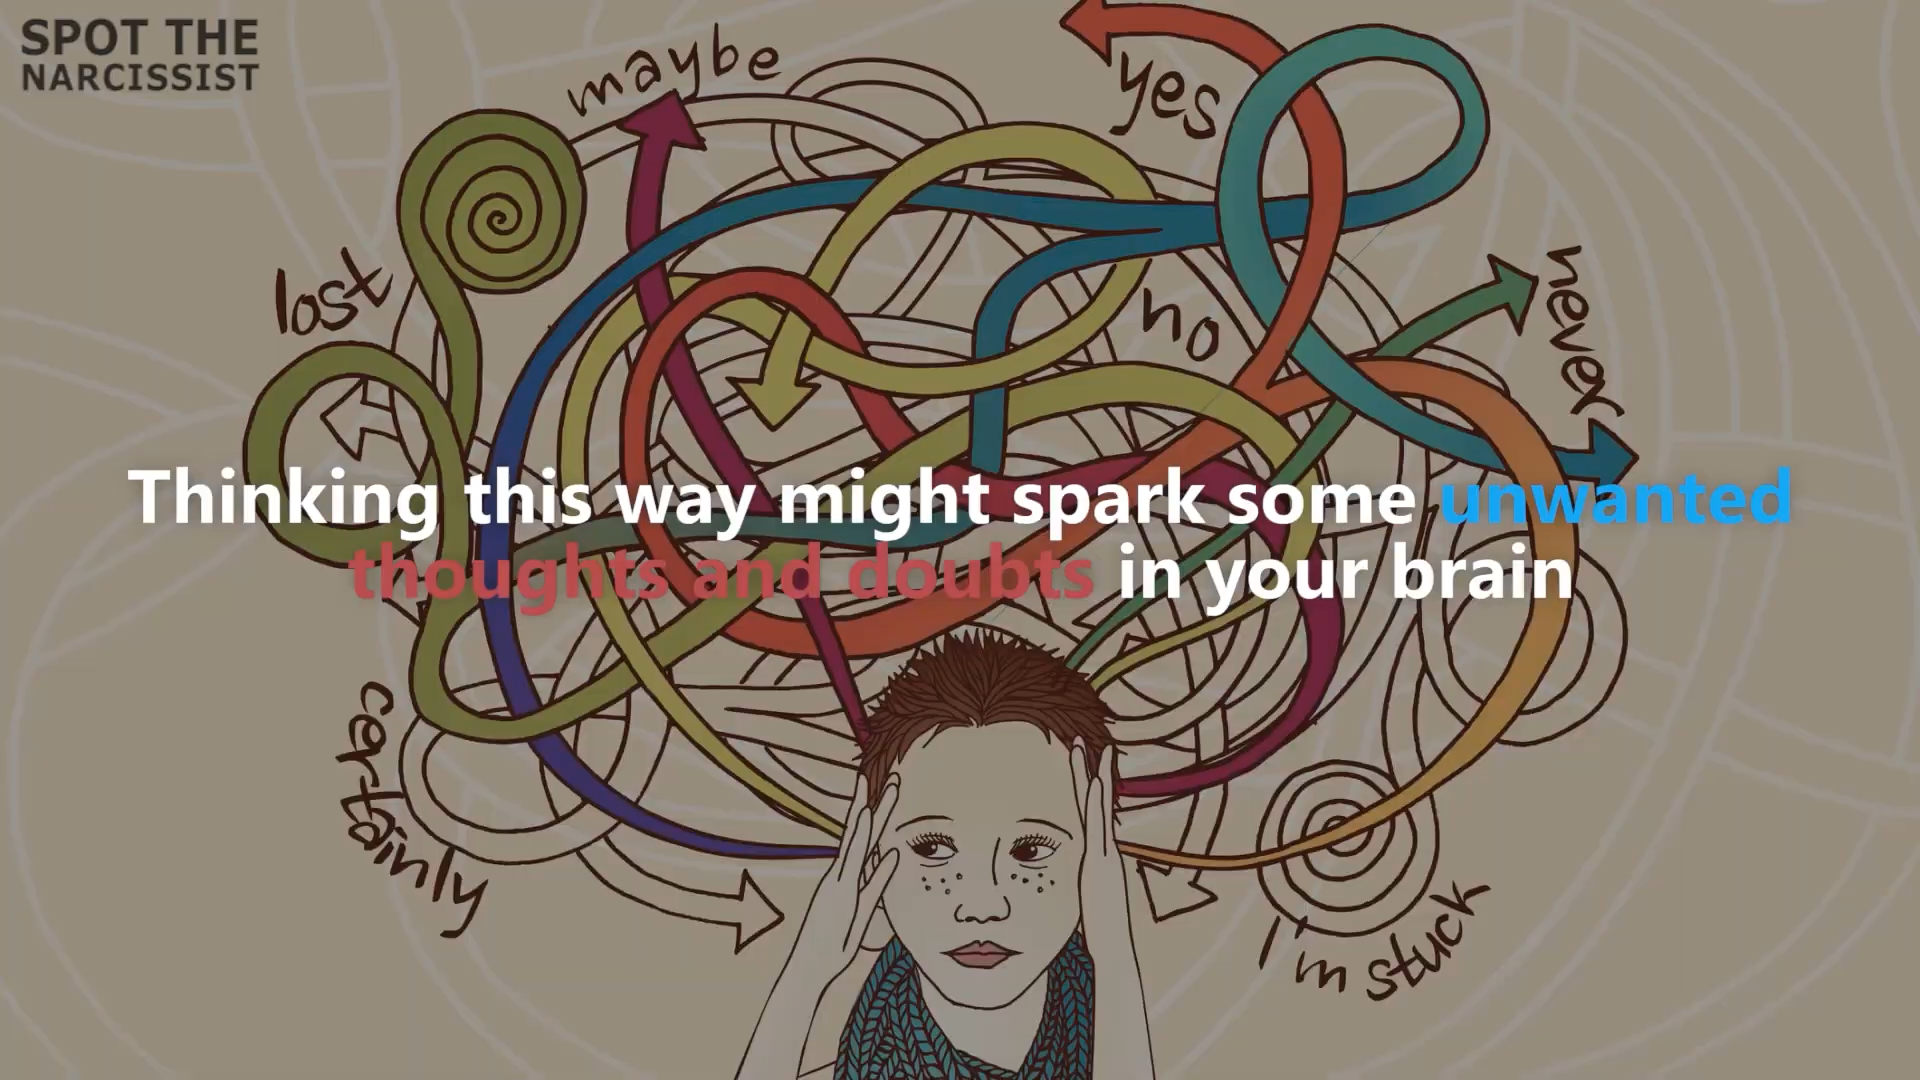 SPOT THE
NARCISSIST
maybe
yes
lost
never
no
Thinking this way might spark some unwanted
thoughts and doubts in your brain
certainly
I'm stuck